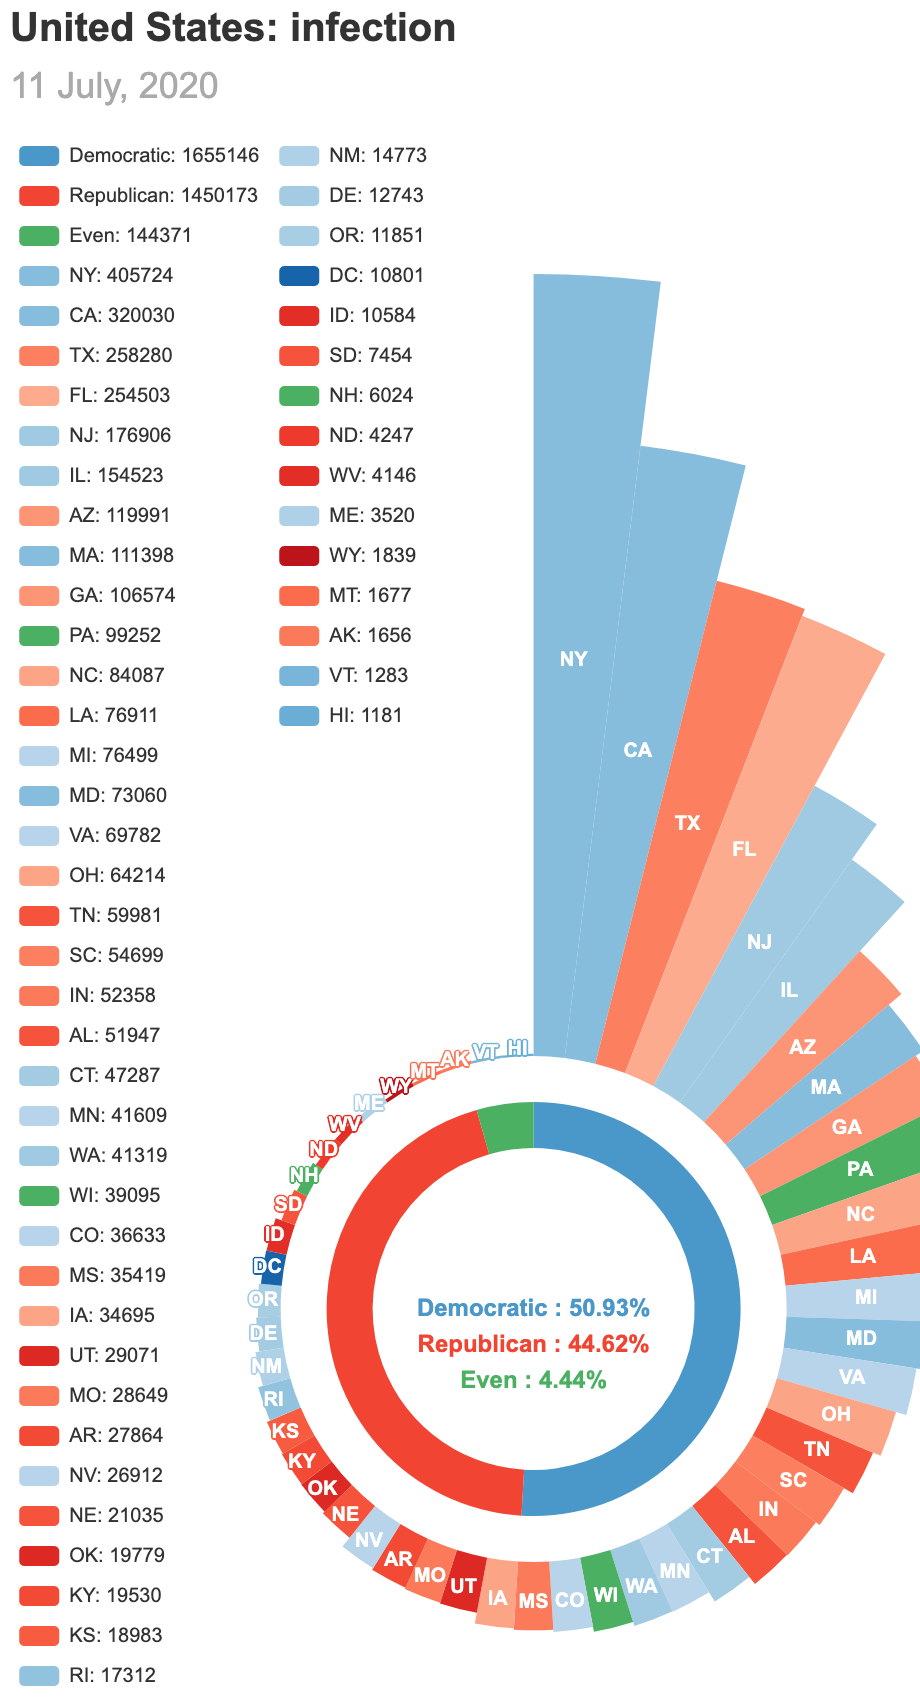 United States: infection
11 July, 2020
Democratic: 1655146
Republican: 1450173
Even: 144371
NY: 405724
CA: 320030
TX: 258280
FL: 254503
NJ: 176906
IL: 154523
AZ: 119991
MA: 111398
GA: 106574
PA: 99252
NC: 84087
LA: 76911
MI: 76499
MD: 73060
VA: 69782
OH: 64214
TN: 59981
SC: 54699
IN: 52358
AL: 51947
CT: 47287
MN: 41609
WA: 41319
WI: 39095
CO: 36633
MS: 35419
IA: 34695
UT: 29071
MO: 28649
AR: 27864
NV: 26912
NE: 21035
OK: 19779
KY: 19530
KS: 18983
RI: 17312
NM: 14773
DE: 12743
OR: 11851
DC: 10801
ID: 10584
SD: 7454
NH: 6024
ND: 4247
WV: 4146
ME: 3520
WY: 1839
MT: 1677
AK: 1656
VT: 1283
HI: 1181
NY
CA
TX
FL
NJ
IL
AZ
MA
GA
PA
NC
LA
MI
MD
VA
OH
TN
SC
IN
AL
CT
MN
WA
WI
CO
MS
IA
UT
MO
AR
NV
NE
OK
KY
KS
RI
NM
DE
OR
DC
ID
SD
NH
ND
WV
ME
WY
MT
AK
VT
HI
Democratic : 50.93%
Republican : 44.62%
Even : 4.44%